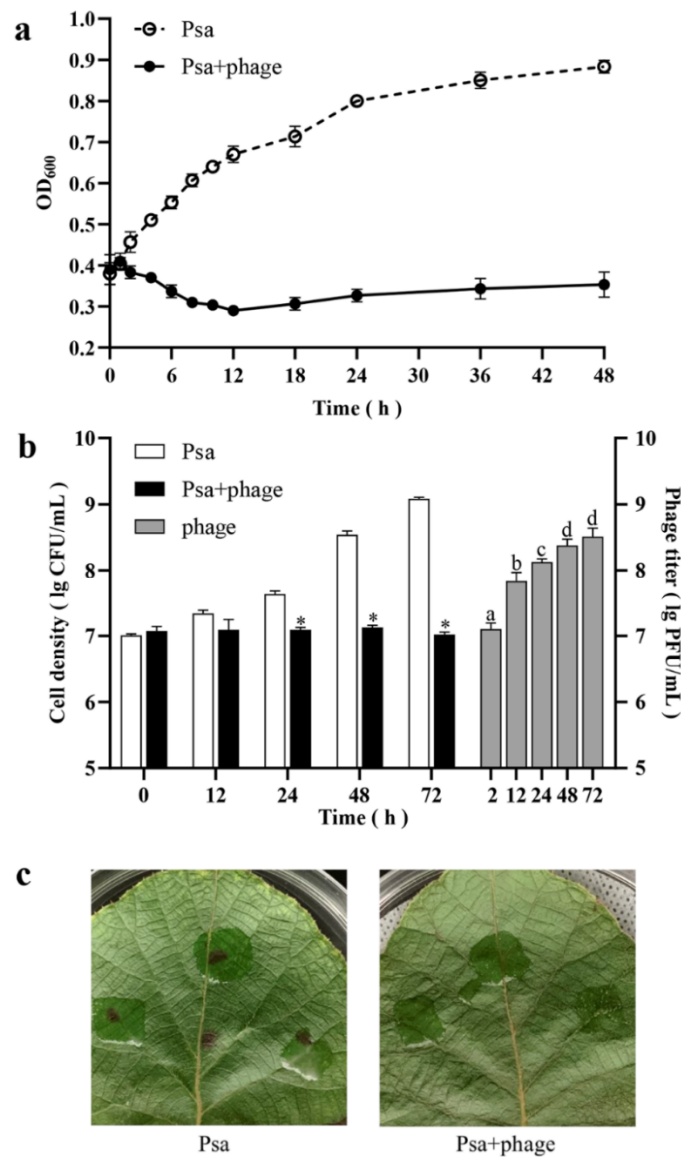 a
Psa
Psa+phage
1.0
0.9
0.8
0.7
0.6
0.5
0.4
0.3
0.2
OD600
0 6 12 18 24 30 36 42 48
Time ( h )
b
Psa
Psa+phage
phage
10
9
8
7
6
5
Cell density ( lg CFU/mL )
* * *
a b c d d
10
9
8
7
6
5
Phage titer ( lg PFU/mL )
0 12 24 48 72 2 12 24 48 72
Time ( h )
c
Psa Psa+phage